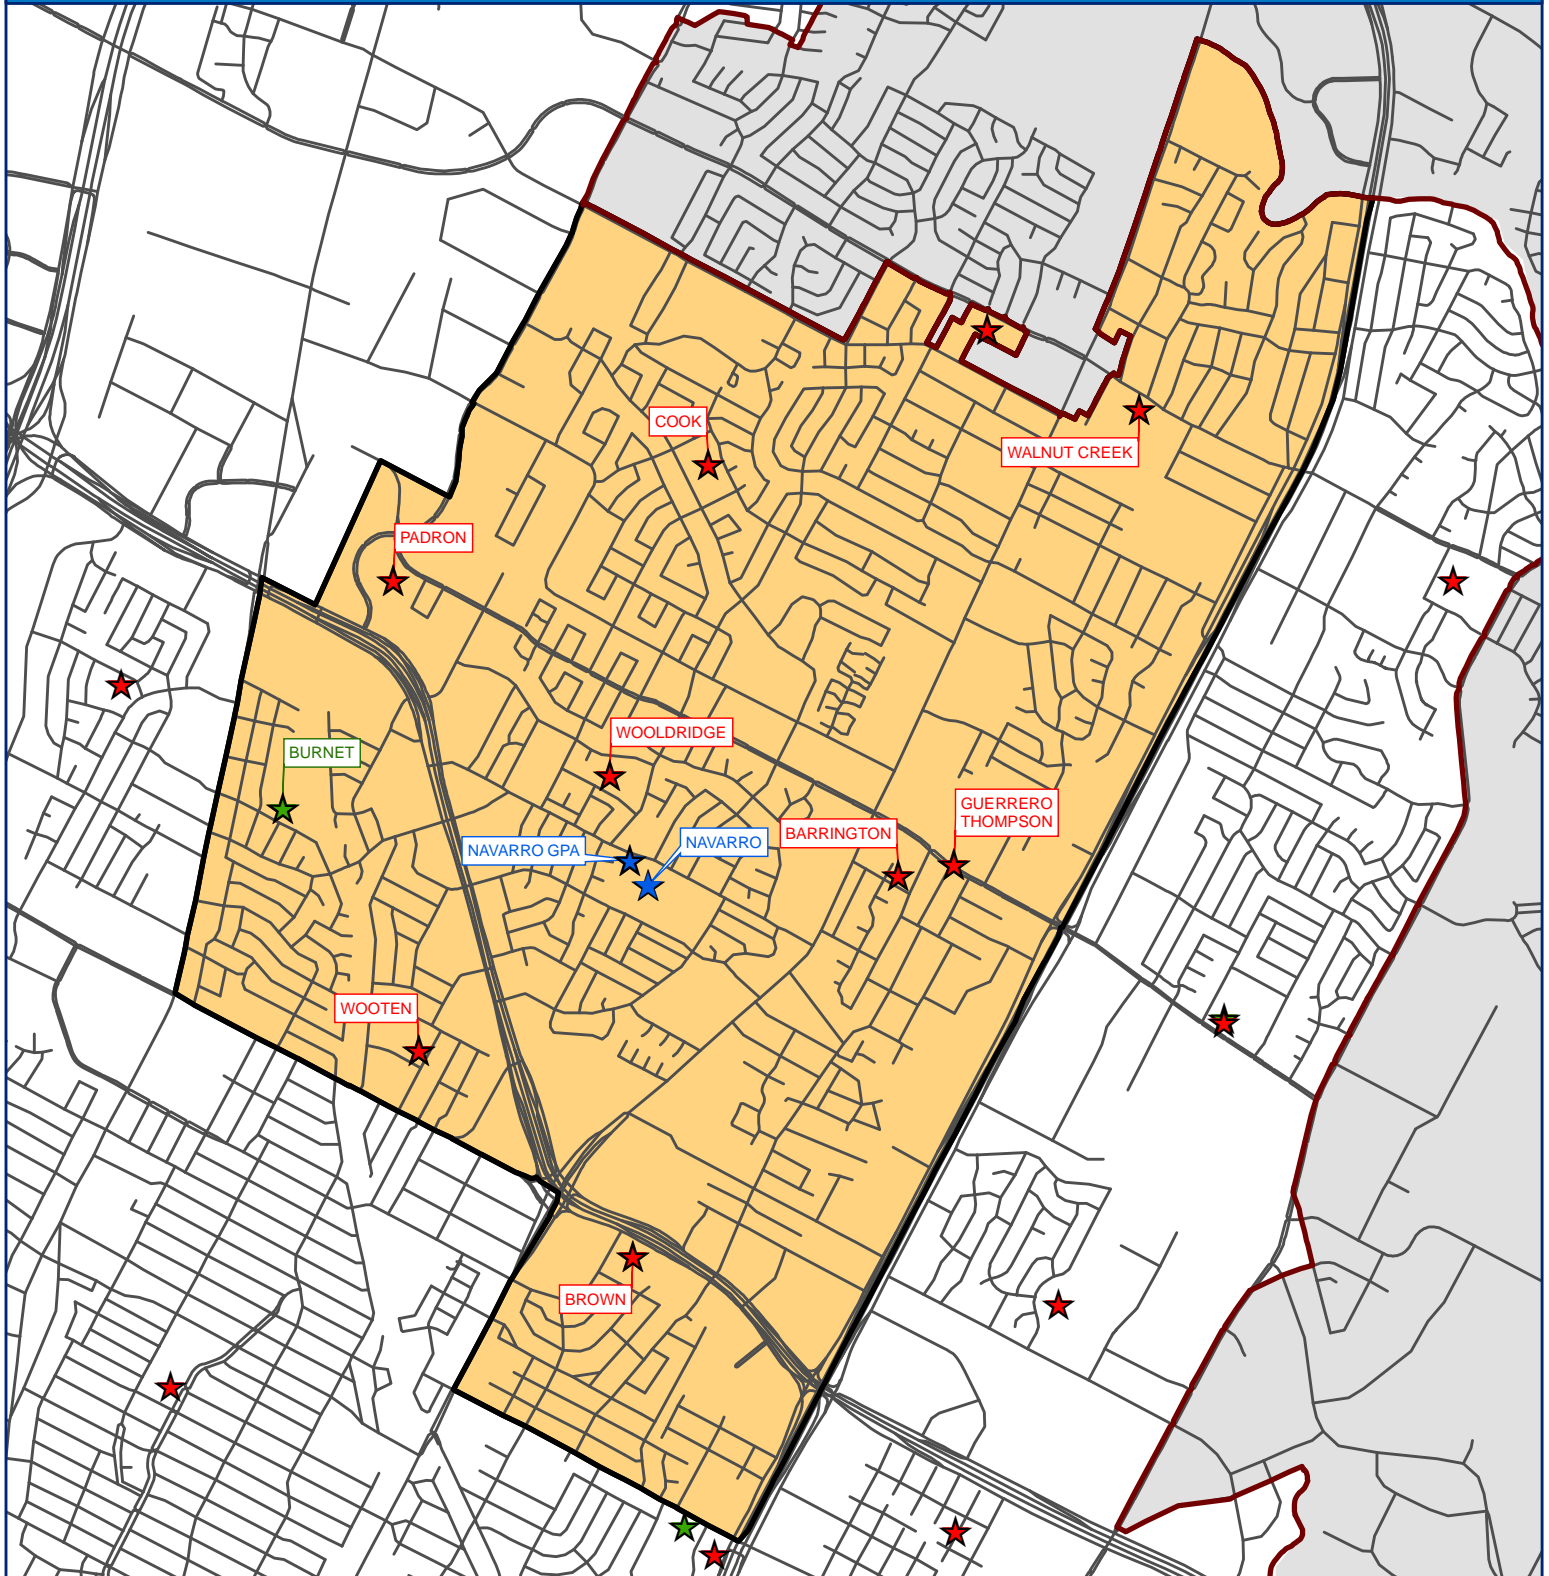 COOK
WALNUT CREEK
PADRON
WOOLDRIDGE
BURNET
GUERRERO
THOMPSON
BARRINGTON
NAVARRO
NAVARRO GPA
WOOTEN
BROWN